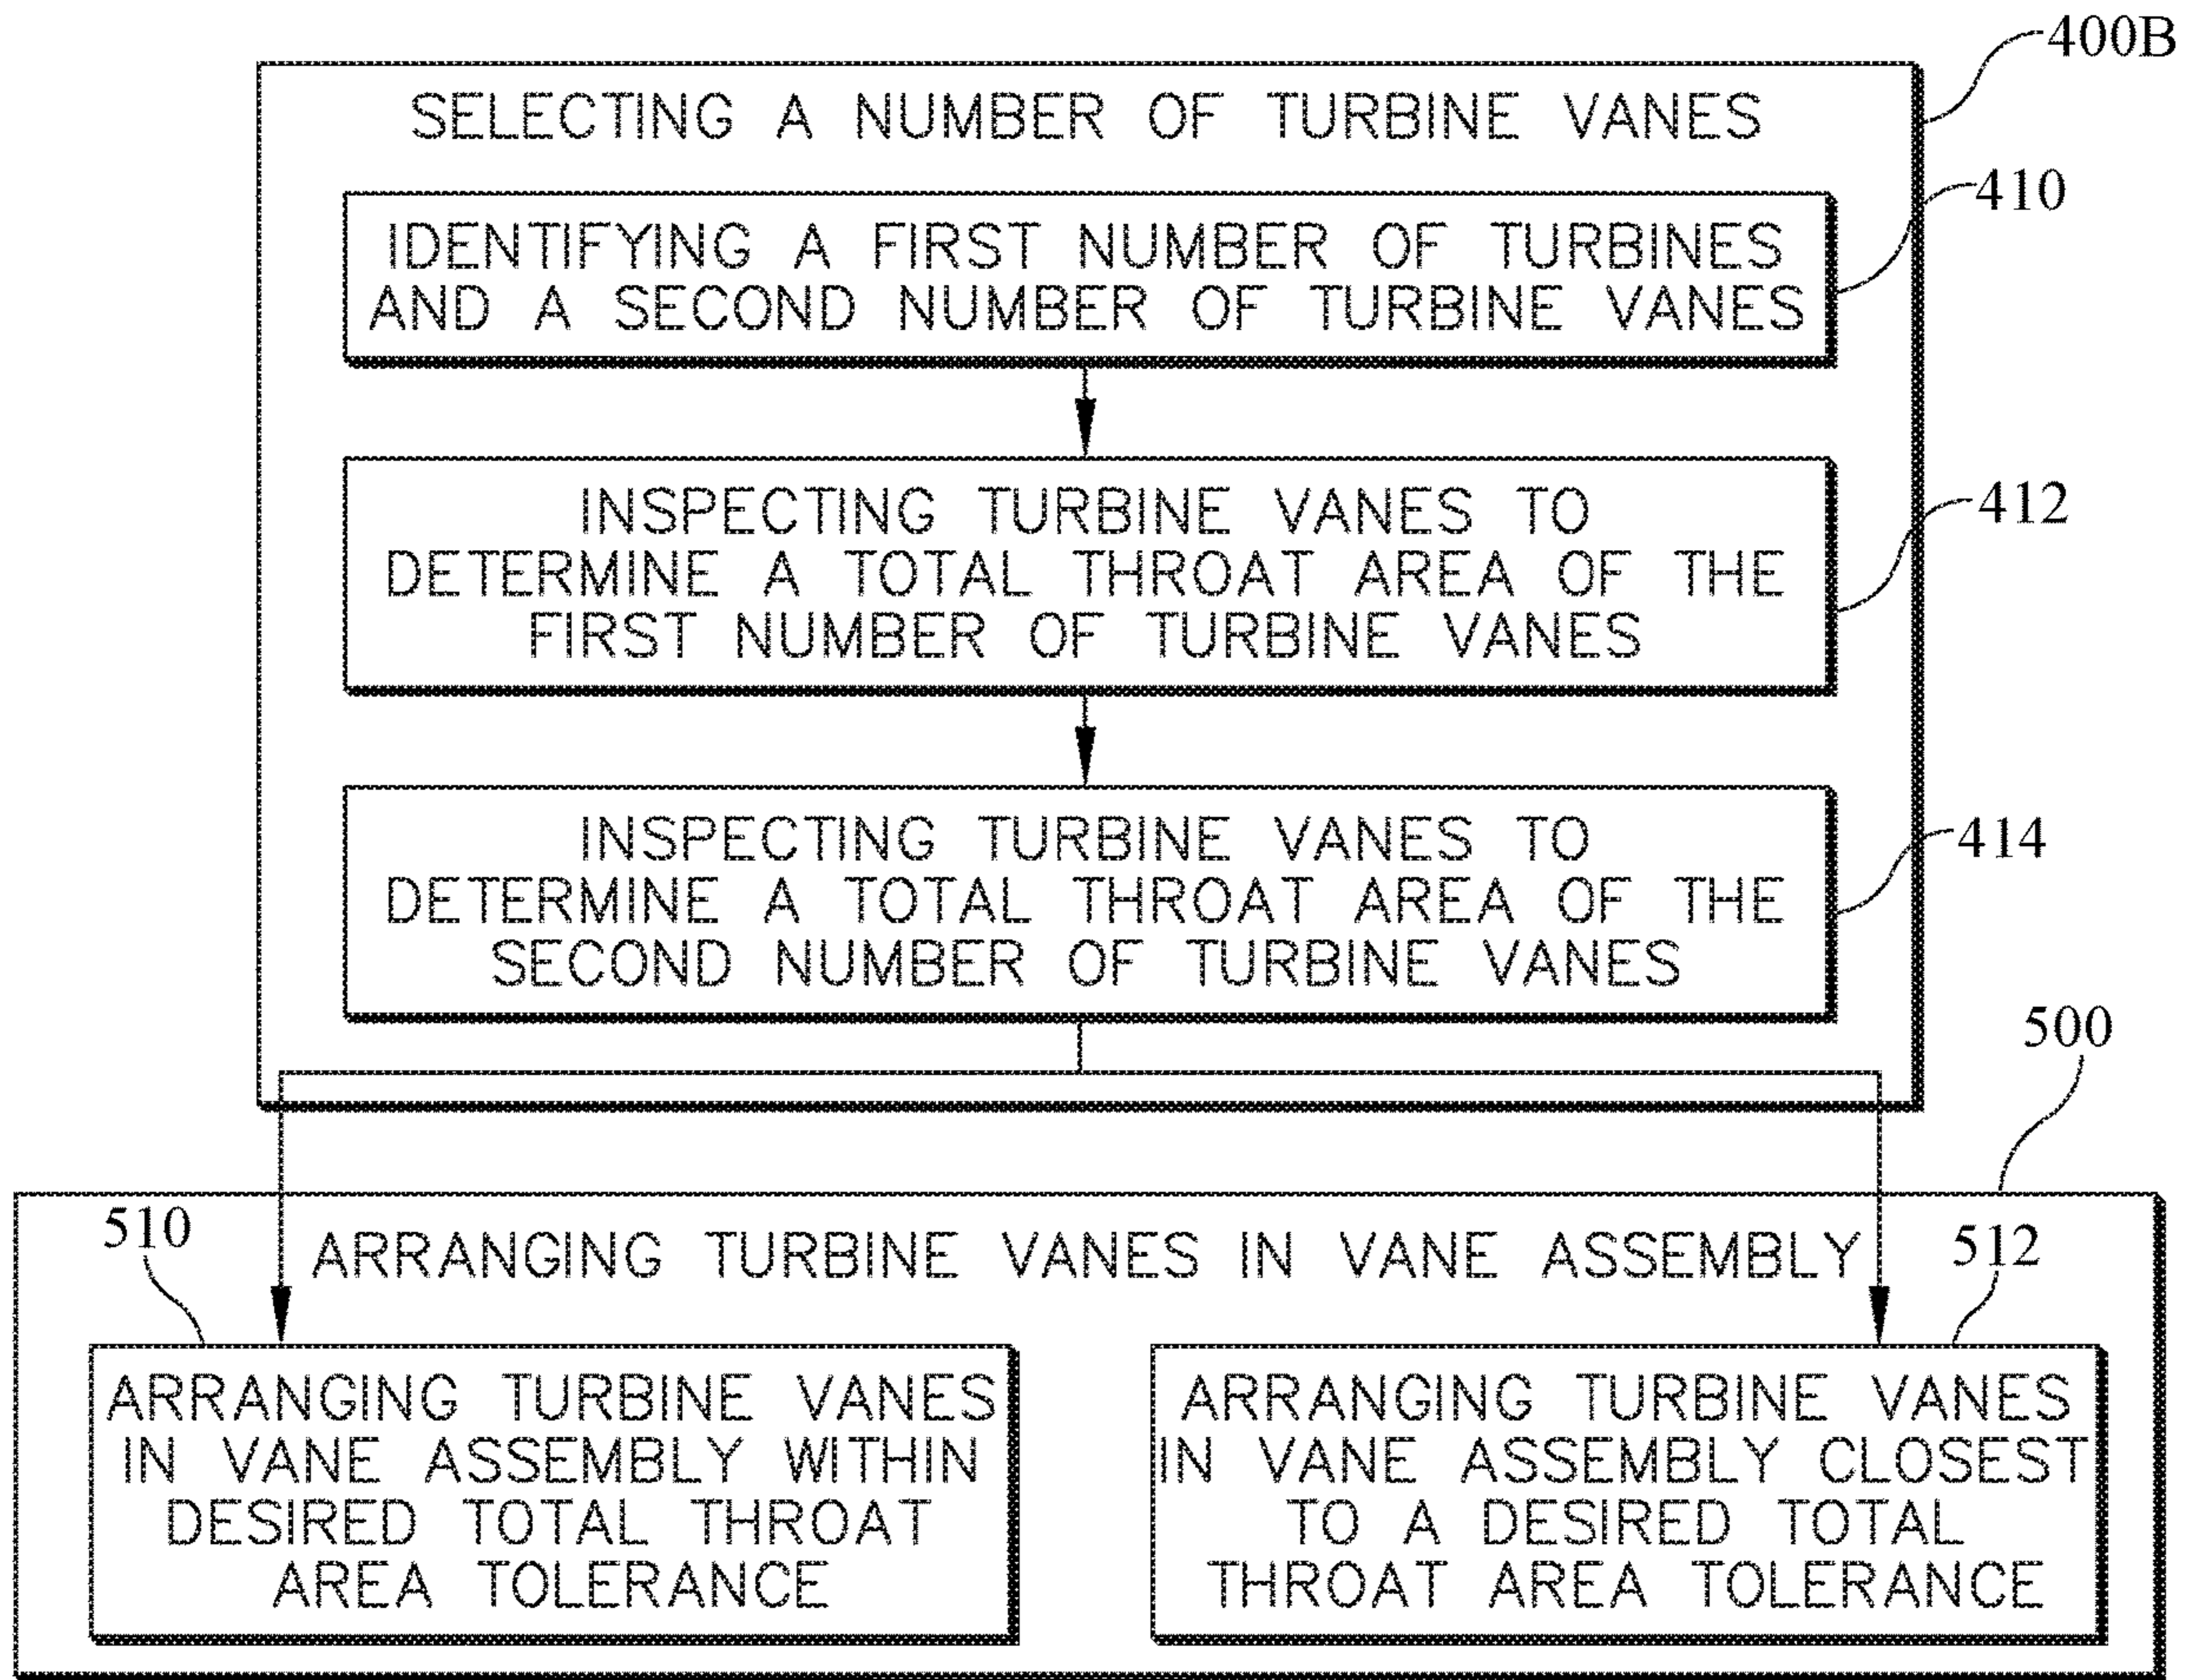 400B
SELECTING A NUMBER OF TURBINE VANES
410
IDENTIFYING A FIRST NUMBER OF TURBINES
AND A SECOND NUMBER OF TURBINE VANES
412
INSPECTING TURBINE VANES TO
DETERMINE A TOTAL THROAT AREA OF THE
FIRST NUMBER OF TURBINE VANES
414
INSPECTING TURBINE VANES TO
DETERMINE A TOTAL THROAT AREA OF THE
SECOND NUMBER OF TURBINE VANES
500
510
ARRANGING TURBINE VANES IN VANE ASSEMBLY
512
ARRANGING TURBINE VANES
IN VANE ASSEMBLY WITHIN
DESIRED TOTAL THROAT
AREA TOLERANCE
ARRANGING TURBINE VANES
IN VANE ASSEMBLY CLOSEST
TO A DESIRED TOTAL
THROAT AREA TOLERANCE